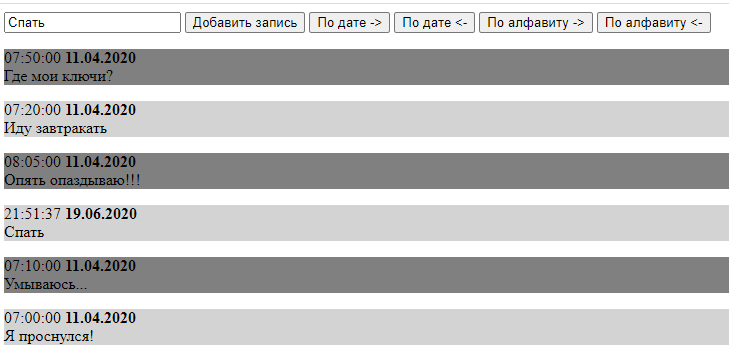 Спать Добавить запись По дате -> По дате <- По алфавиту -> По алфавиту <-
07:50:00 11.04.2020
Где мои ключи?
07:20:00 11.04.2020
Иду завтракать
08:05:00 11.04.2020
Опять опаздываю!!!
21:51:37 19.06.2020
Спать
07:10:00 11.04.2020
Умываюсь...
07:00:00 11.04.2020
Я проснулся!